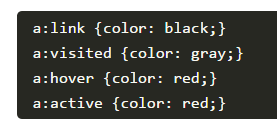 a:link {color: black;}
a:visited {color: gray;}
a:hover {color: red;}
a:active {color: red;}